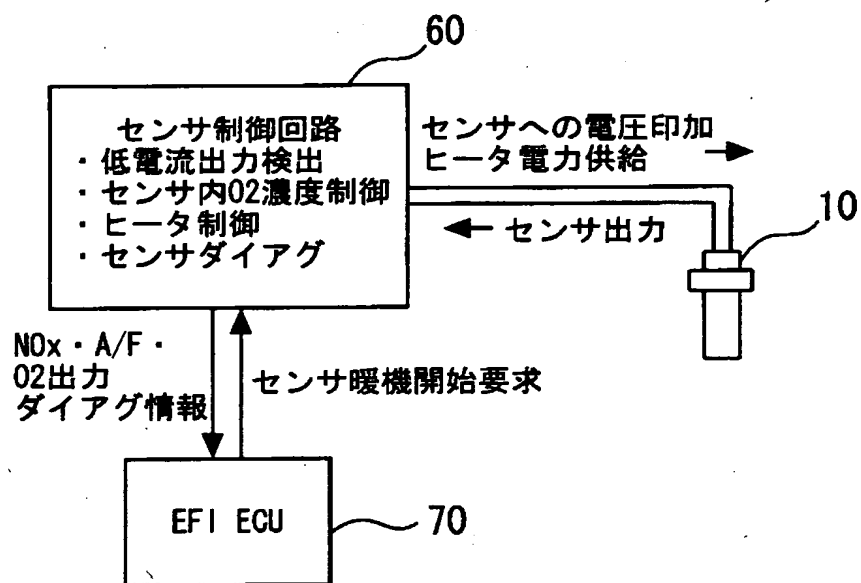 60
センサ制御回路
・低電流出力検出
・センサ内O2濃度制御
・ヒータ制御
・センサダイアグ
センサへの電圧印加
ヒータ電力供給
センサ出力
10
NOx・A/F・
O2出力
ダイアグ情報
センサ暖機開始要求
EFI ECU
70